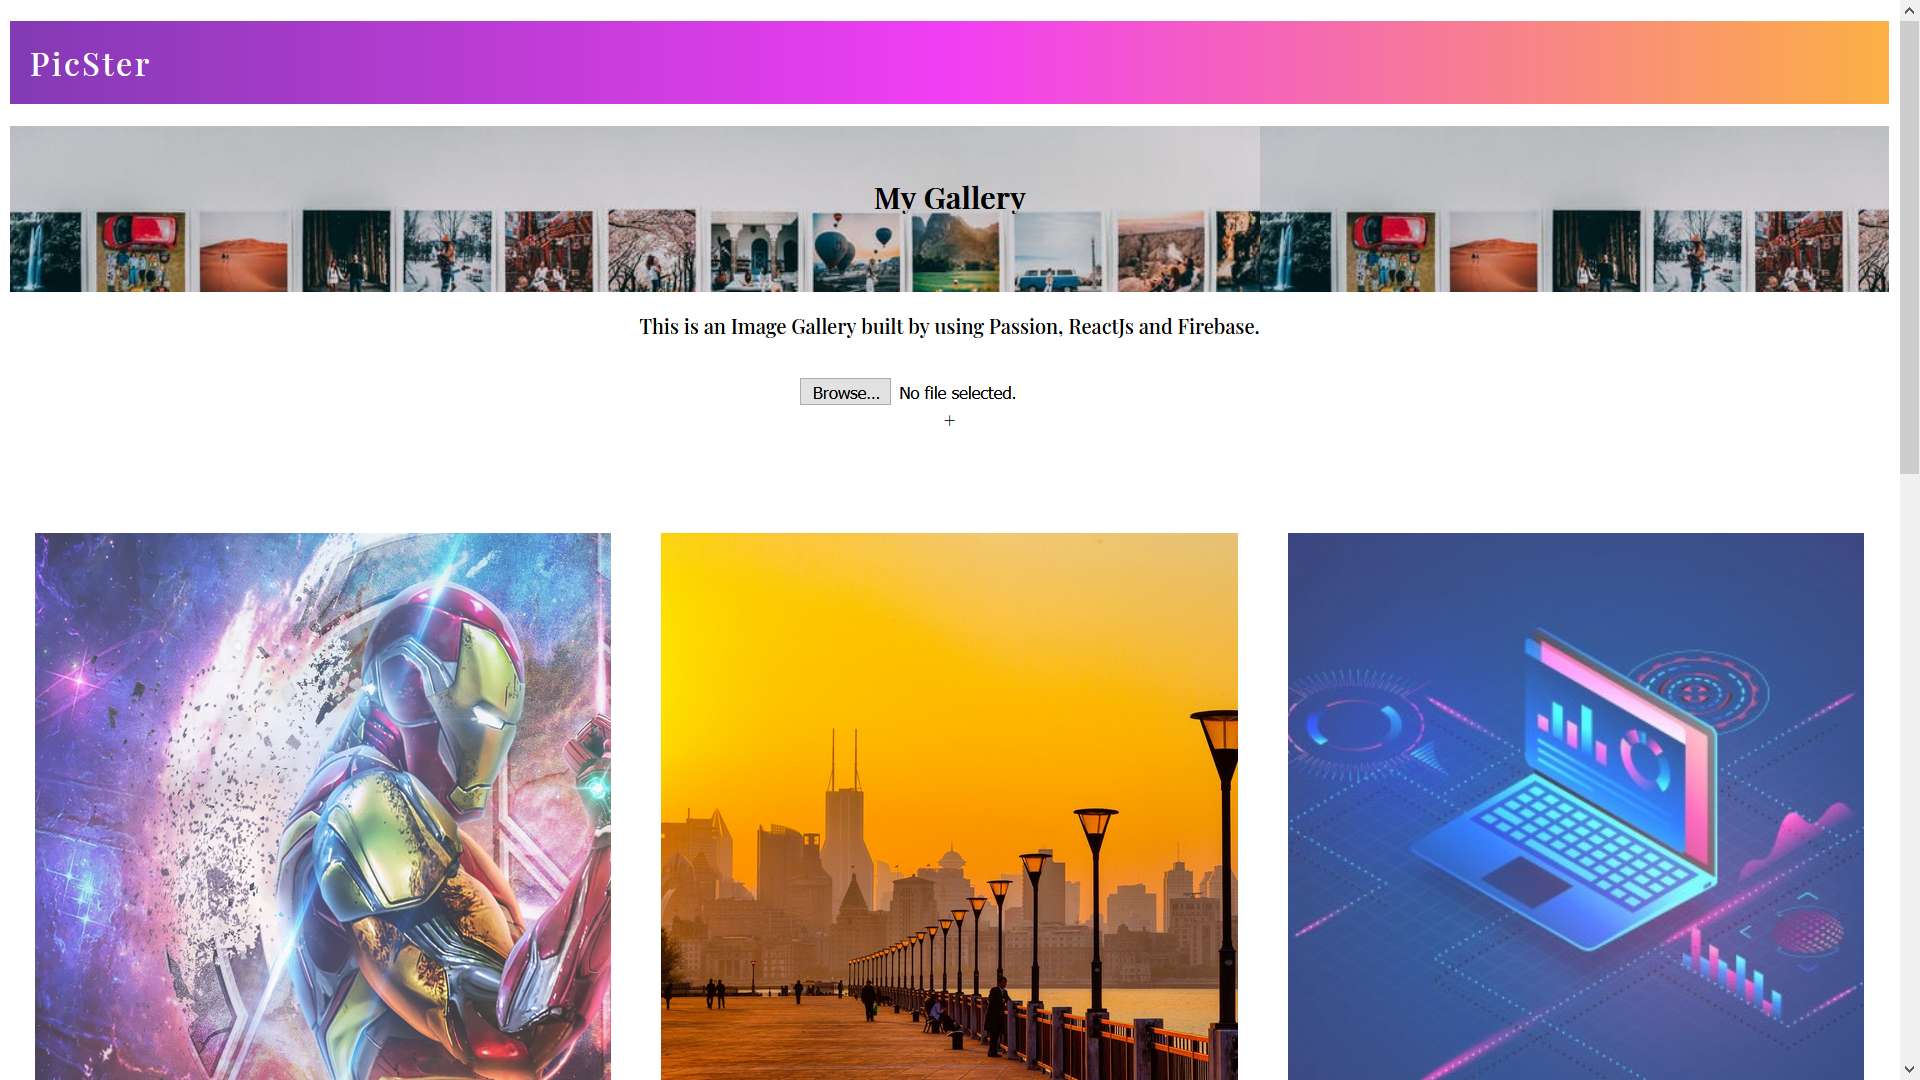 PicSter
My Gallery
This is an Image Gallery built by using Passion, ReactJs and Firebase.
Browse... No file selected.
+